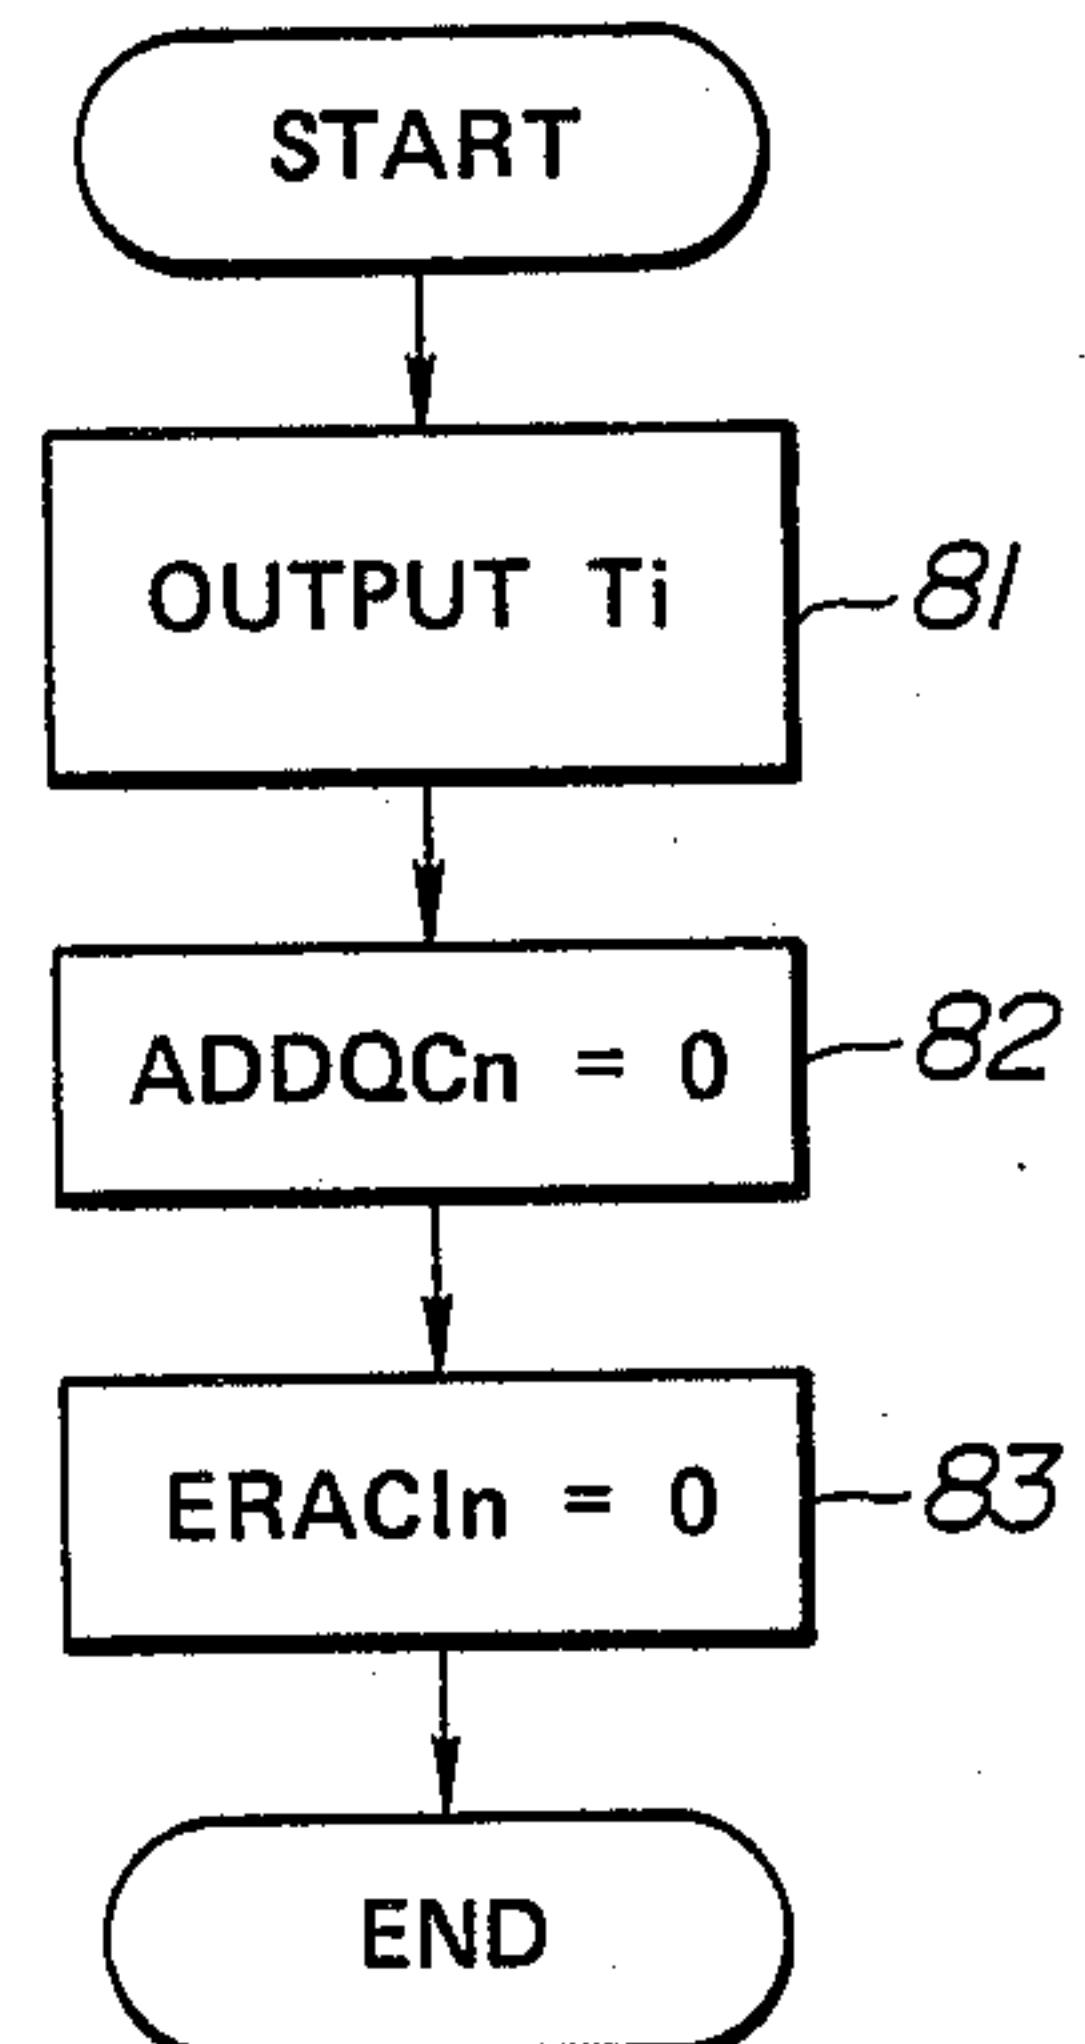 START
OUTPUT Ti
81
ADDQCn = 0
82
ERACIn = 0
83
END